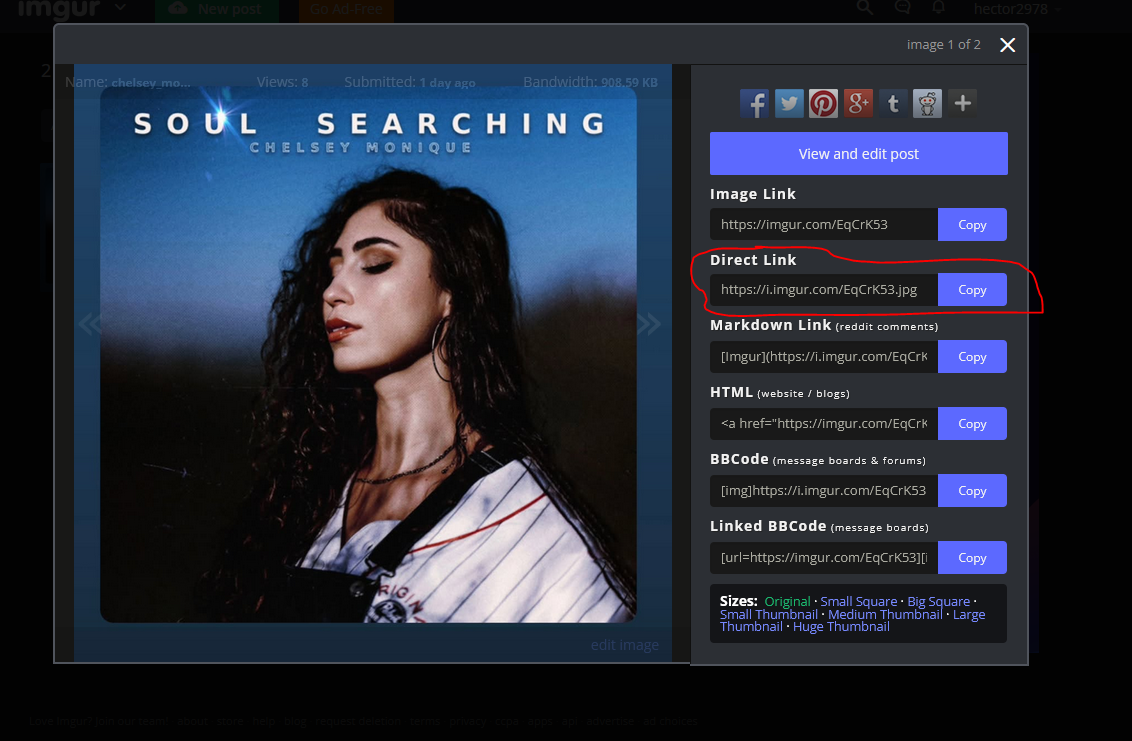 imgur
New post
Go Ad-Free
hector2978
image 1 of 2
Name: chelsey_mo...
Views: 8
Submitted: 1 day ago
Bandwidth: 908.59 KB
SOUL SEARCHING
CHELSEY MONIQUE
ORIGIN
edit image
View and edit post
Image Link
https://imgur.com/EqCrK53
Copy
Direct Link
https://i.imgur.com/EqCrK53.jpg
Copy
Markdown Link (reddit comments)
[Imgur](https://i.imgur.com/EqCrK
Copy
HTML (website / blogs)
<a href="https://imgur.com/EqCrK
Copy
BBCode (message boards & forums)
[img]https://i.imgur.com/EqCrK53
Copy
Linked BBCode (message boards)
[url=https://imgur.com/EqCrK53][i
Copy
Sizes: Original · Small Square · Big Square ·
Small Thumbnail · Medium Thumbnail · Large
Thumbnail · Huge Thumbnail
about store help blog request deletion terms privacy ccpa apps api advertise ad choices